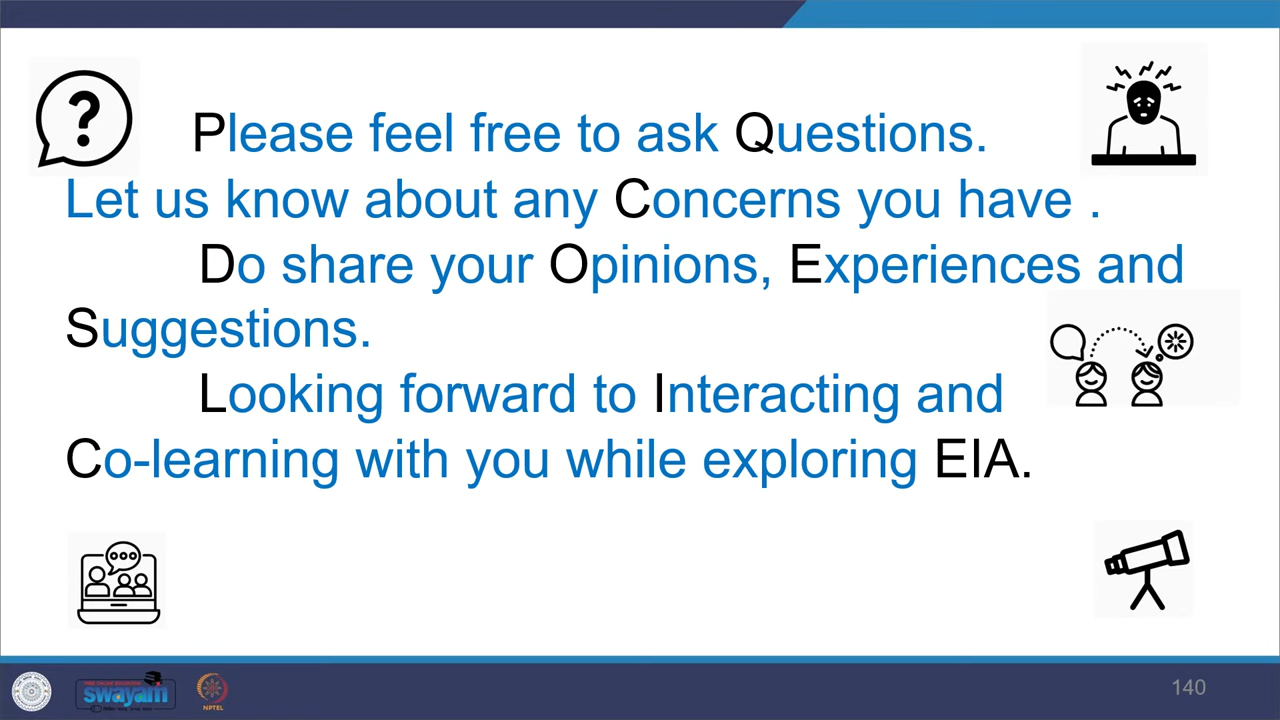 Please feel free to ask Questions.
Let us know about any Concerns you have .
Do share your Opinions, Experiences and
Suggestions.
Looking forward to Interacting and
Co-learning with you while exploring EIA.
swayam
NPTEL
140